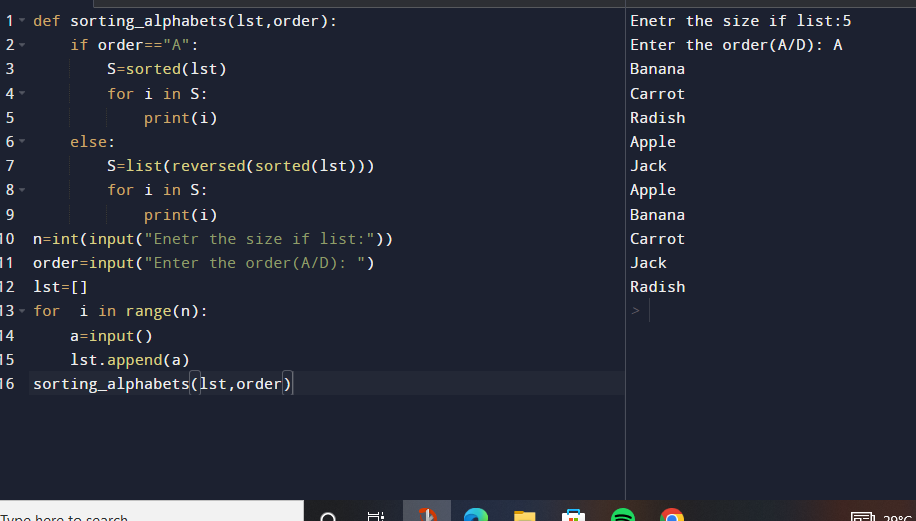 1 def sorting_alphabets(lst,order):
2 if order=="A":
3 S=sorted(lst)
4 for i in S:
5 print(i)
6 else:
7 S=list(reversed(sorted(lst)))
8 for i in S:
9 print(i)
10 n=int(input("Enetr the size if list:"))
11 order=input("Enter the order(A/D): ")
12 lst=[]
13 for  i in range(n):
14 a=input()
15 lst.append(a)
16 sorting_alphabets(lst,order)
Enetr the size if list:5
Enter the order(A/D): A
Banana
Carrot
Radish
Apple
Jack
Apple
Banana
Carrot
Jack
Radish
>
Type here to search
29°C